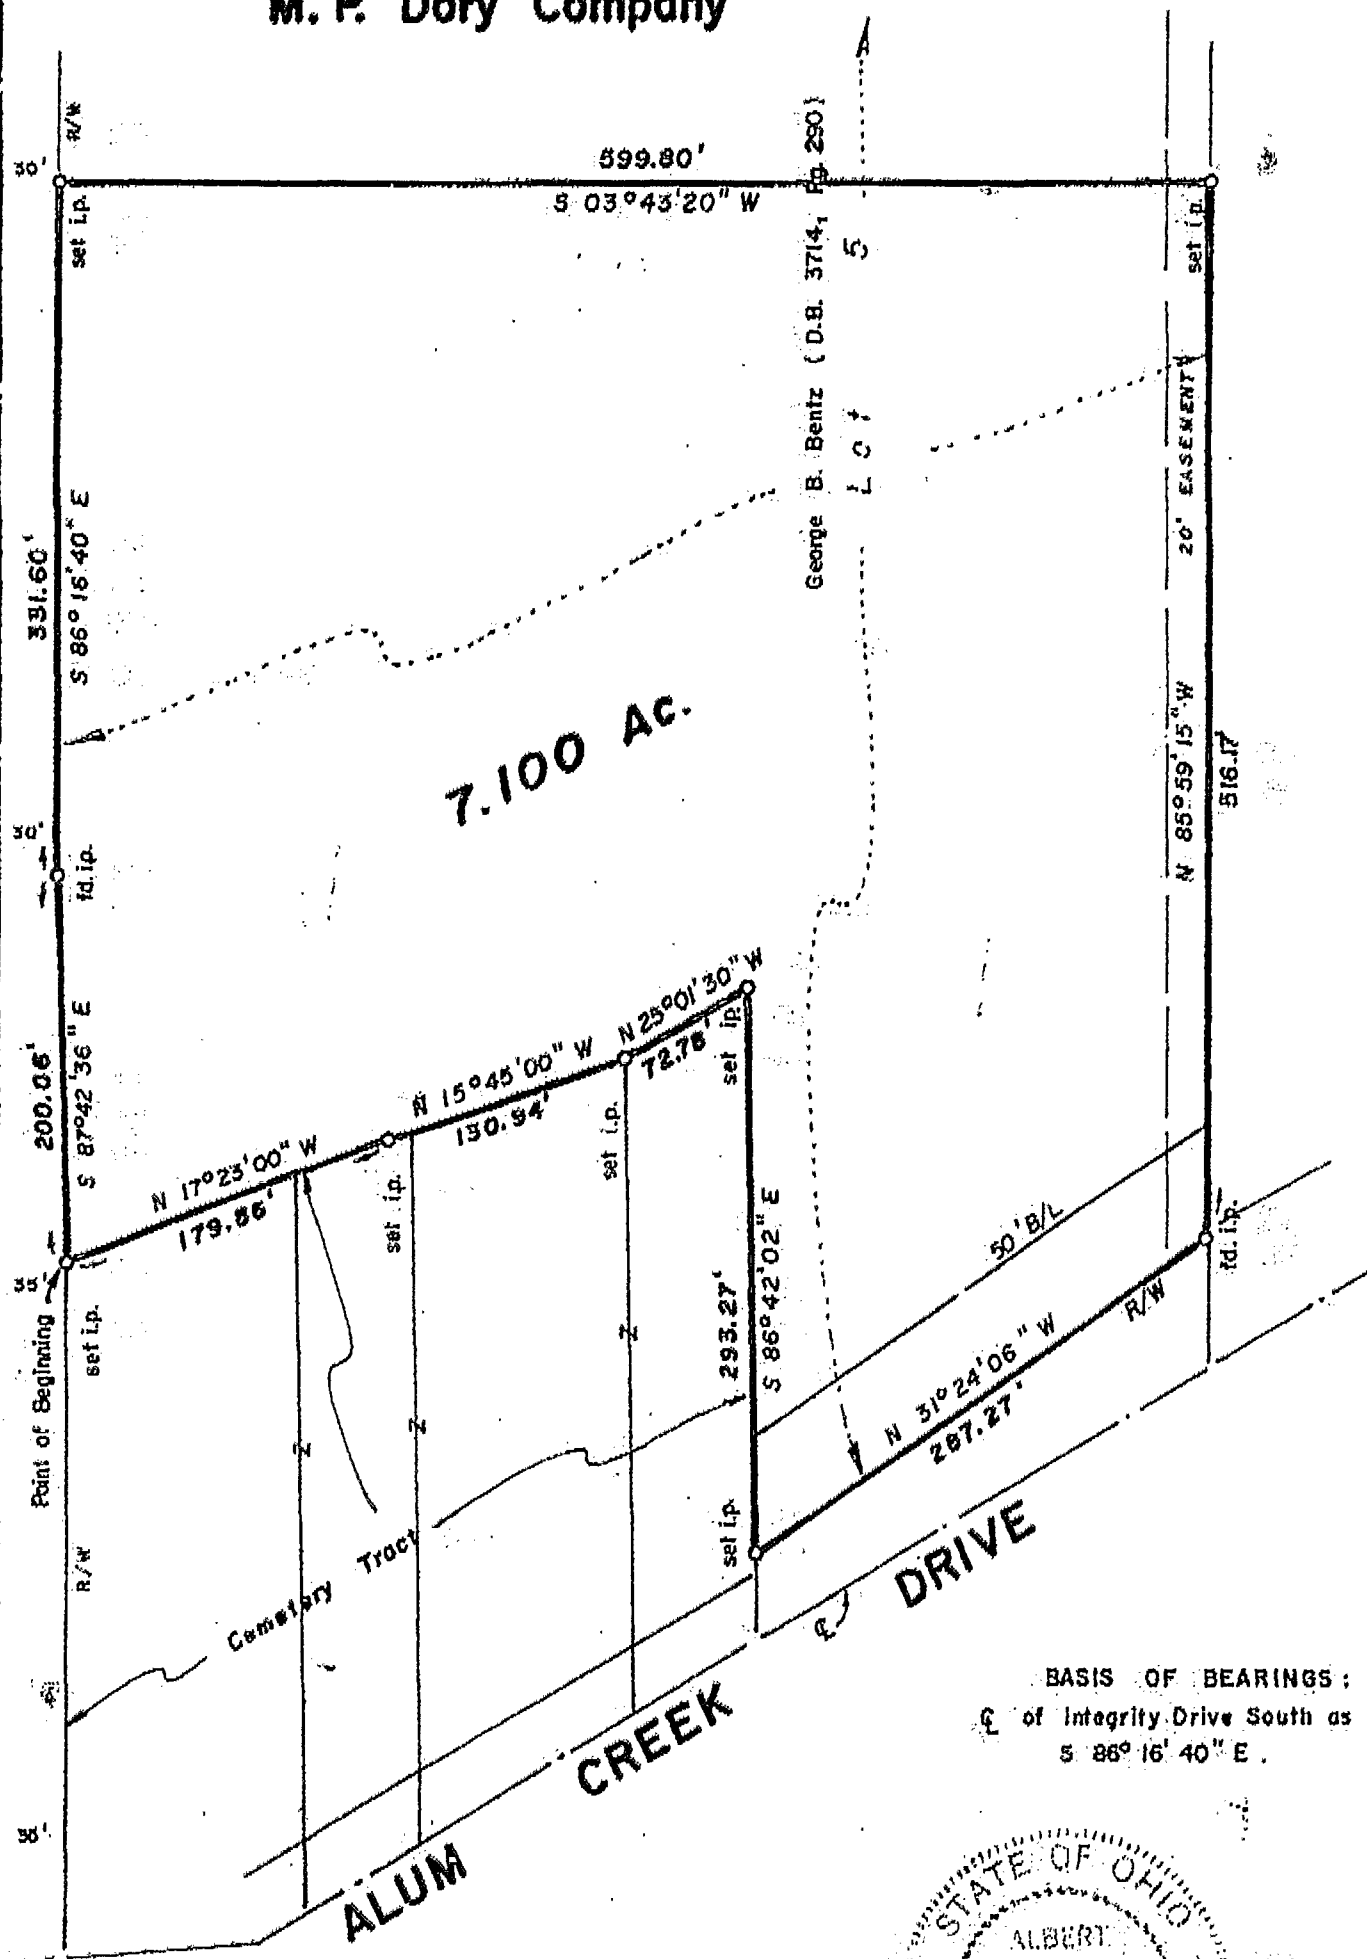 M. P. Dory Company
R/W
30'
599.80'
S 03°43'20" W
set i.p.
set i.p.
George B. Bentz (D.B. 3714, Pg 290)
Lot 5
20' EASEMENT
331.60'
S 86°16'40" E
7.100 Ac.
N 85°59'15" W
516.17'
30'
fd. i.p.
N 25°01'30" W
72.78'
set i.p.
200.06'
S 87°42'36" E
N 15°45'00" W
130.94'
set i.p.
N 17°23'00" W
179.86'
set i.p.
35'
Point of Beginning
set i.p.
293.27'
S 86°42'02" E
50' B/L
fd. i.p.
R/W
N 31°24'06" W
287.27'
set i.p.
R/W
Cemetery Tract
DRIVE
CREEK
ALUM
BASIS OF BEARINGS:
℄ of Integrity Drive South as
S 86° 16' 40" E.
STATE OF OHIO
ALBERT